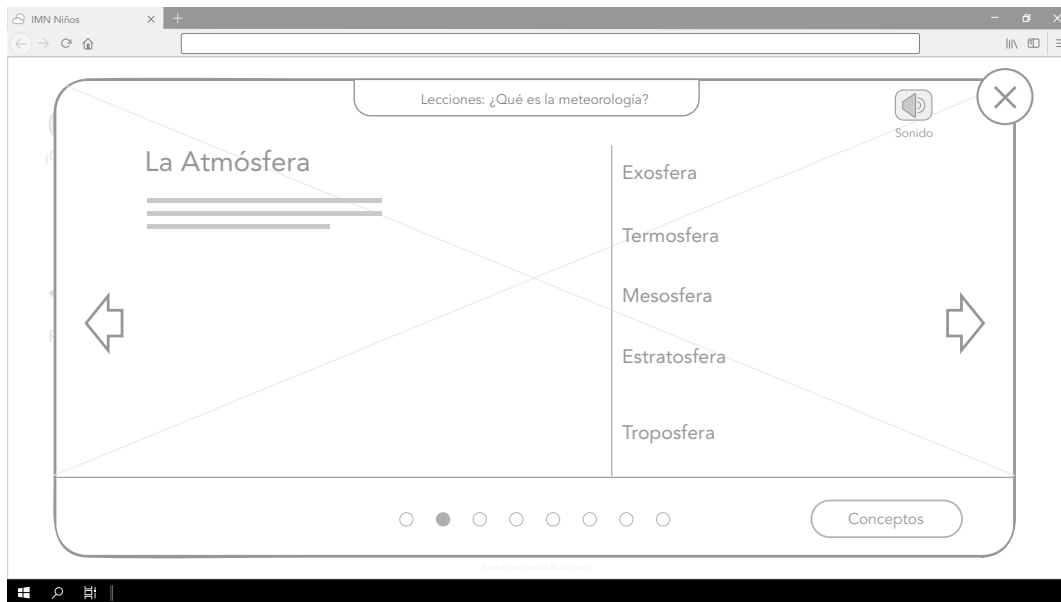 IMN Niños
Lecciones: ¿Qué es la meteorología?
Sonido
La Atmósfera
Exosfera
Termosfera
Mesosfera
Estratosfera
Troposfera
Conceptos